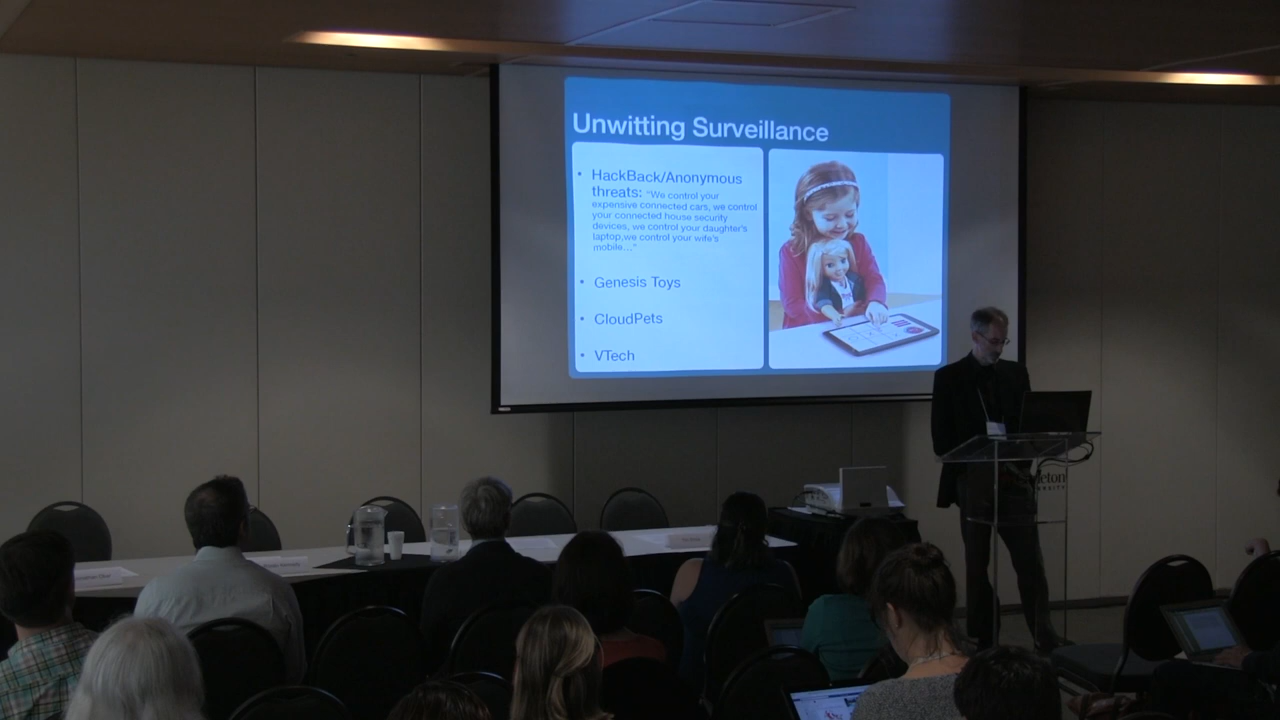 Unwitting Surveillance
• HackBack/Anonymous
threats: "We control your
expensive connected cars, we control
your connected house security
devices, we control your daughter's
laptop,we control your wife's
mobile..."
• Genesis Toys
• CloudPets
• VTech
leton